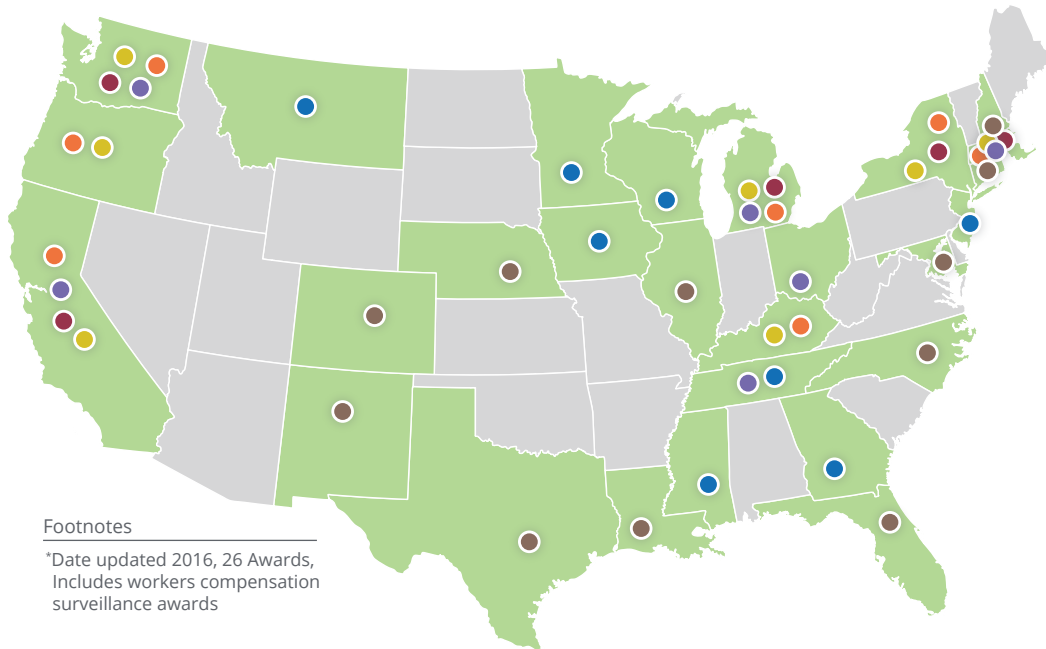 Footnotes
*Date updated 2016, 26 Awards,
Includes workers compensation
surveillance awards